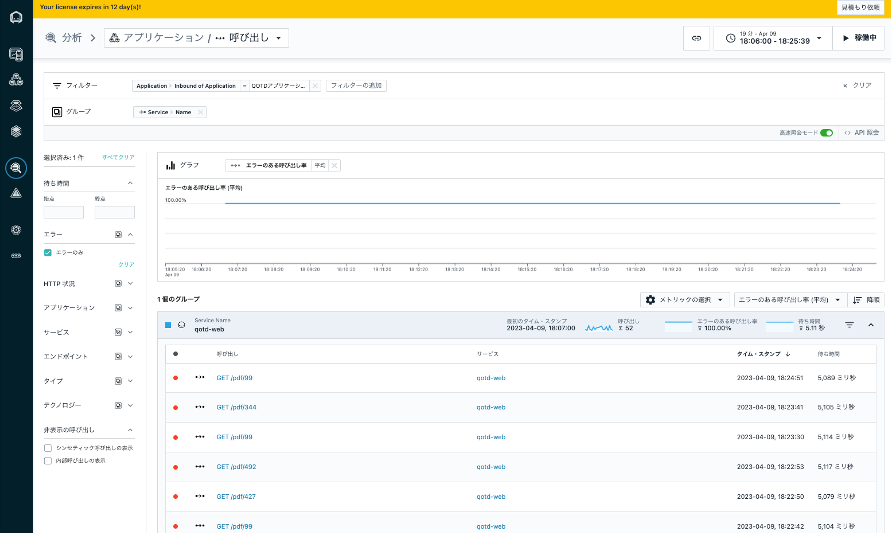 Your license expires in 12 day(s)!
見積もり依頼
分析
アプリケーション / 呼び出し
19 分 - Apr 09
18:06:00 - 18:25:39
稼働中
フィルター
Application Inbound of Application = QOTDアプリケーシ...
フィルターの追加
× クリア
グループ
Service Name
高速照会モード
API 照会
選択済み: 1 件
すべてクリア
待ち時間
エラー
エラーのみ
クリア
HTTP 状況
アプリケーション
サービス
エンドポイント
タイプ
テクノロジー
非表示の呼び出し
シンセティック呼び出しの表示
内部呼び出しの表示
グラフ
エラーのある呼び出し率 平均
エラーのある呼び出し率 (平均)
100.00%
18:06:00 18:06:20 18:07:20 18:08:20 18:09:20 18:10:20 18:11:20 18:12:20 18:13:20 18:14:20 18:15:20 18:16:20 18:17:20 18:18:20 18:19:20 18:20:20 18:21:20 18:22:20 18:23:20 18:24:20
Apr 09
1 個のグループ
メトリックの選択
エラーのある呼び出し率 (平均)
降順
Service Name
qotd-web
最初のタイム・スタンプ
2023-04-09, 18:07:00
呼び出し
Σ 52
エラーのある呼び出し率
100.00%
待ち時間
5.11 秒
呼び出し サービス タイム・スタンプ ↓ 待ち時間
GET /pdf/99 qotd-web 2023-04-09, 18:24:51 5,089 ミリ秒
GET /pdf/344 qotd-web 2023-04-09, 18:23:41 5,105 ミリ秒
GET /pdf/99 qotd-web 2023-04-09, 18:23:30 5,114 ミリ秒
GET /pdf/492 qotd-web 2023-04-09, 18:22:53 5,117 ミリ秒
GET /pdf/427 qotd-web 2023-04-09, 18:22:50 5,079 ミリ秒
GET /pdf/99 qotd-web 2023-04-09, 18:22:42 5,104 ミリ秒